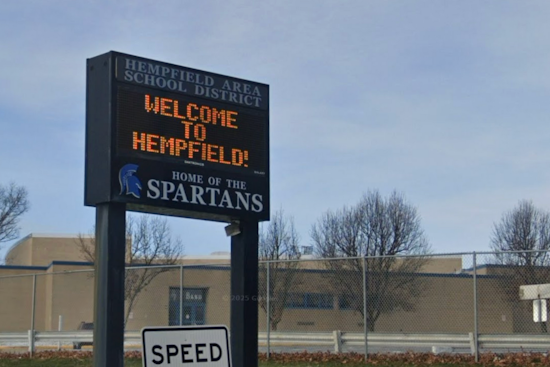 HEMPFIELD AREA
SCHOOL DISTRICT
WELCOME
TO
HEMPFIELD!
HOME OF THE
SPARTANS
SPEED